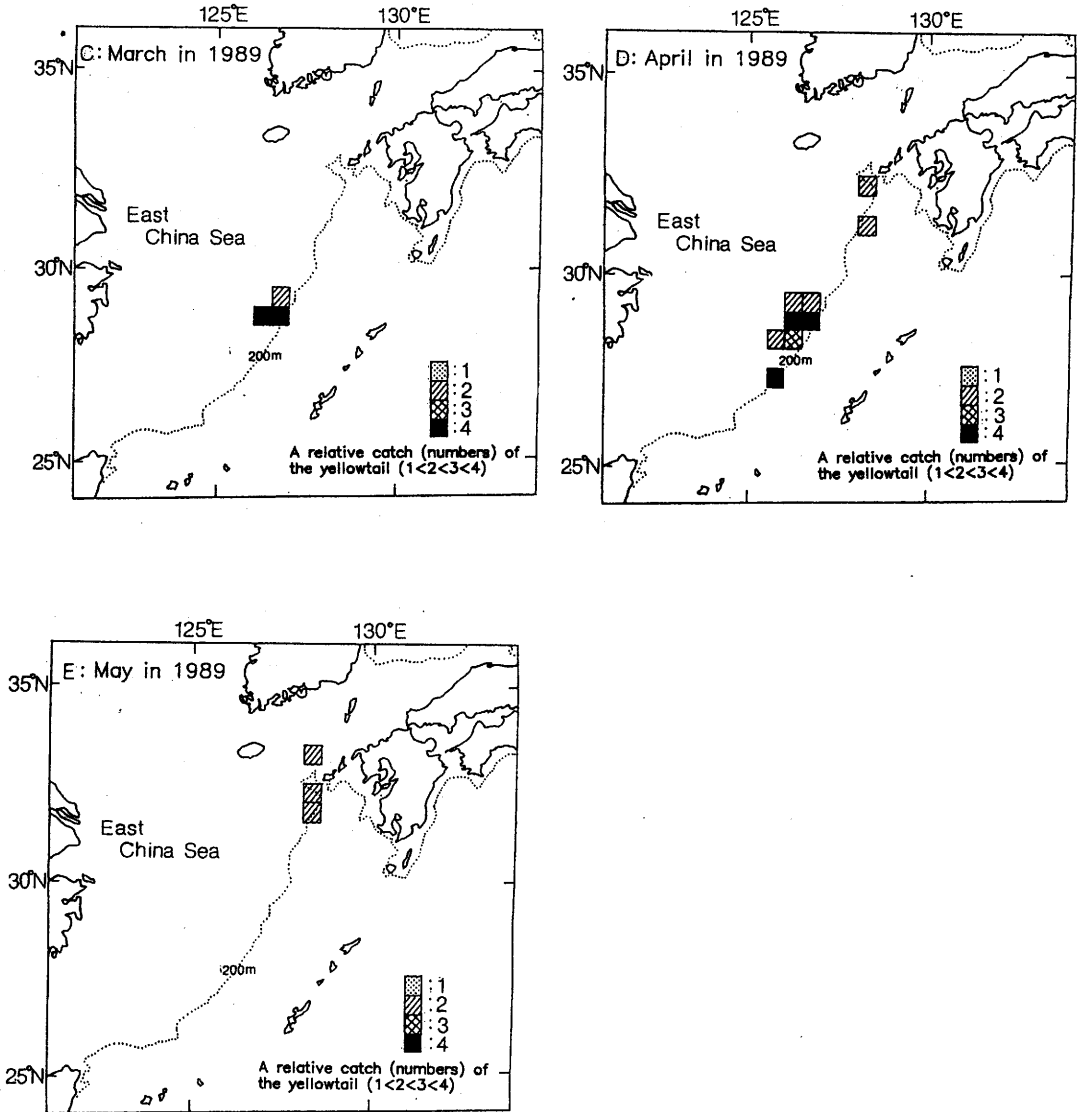 125°E 130°E
C: March in 1989
35°N
East
China Sea
30°N
200m
:1
:2
:3
:4
25°N
A relative catch (numbers) of
the yellowtail (1<2<3<4)
125°E 130°E
D: April in 1989
35°N
East
China Sea
30°N
200m
:1
:2
:3
:4
25°N
A relative catch (numbers) of
the yellowtail (1<2<3<4)
125°E 130°E
E: May in 1989
35°N
East
China Sea
30°N
200m
:1
:2
:3
:4
25°N
A relative catch (numbers) of
the yellowtail (1<2<3<4)